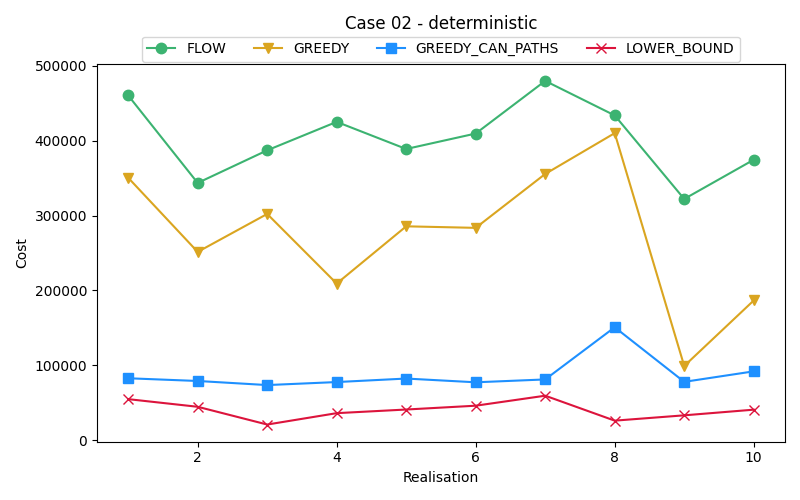 Case 02 - deterministic
FLOW GREEDY GREEDY_CAN_PATHS LOWER_BOUND
500000
400000
300000
200000
100000
0
Cost
2 4 6 8 10
Realisation